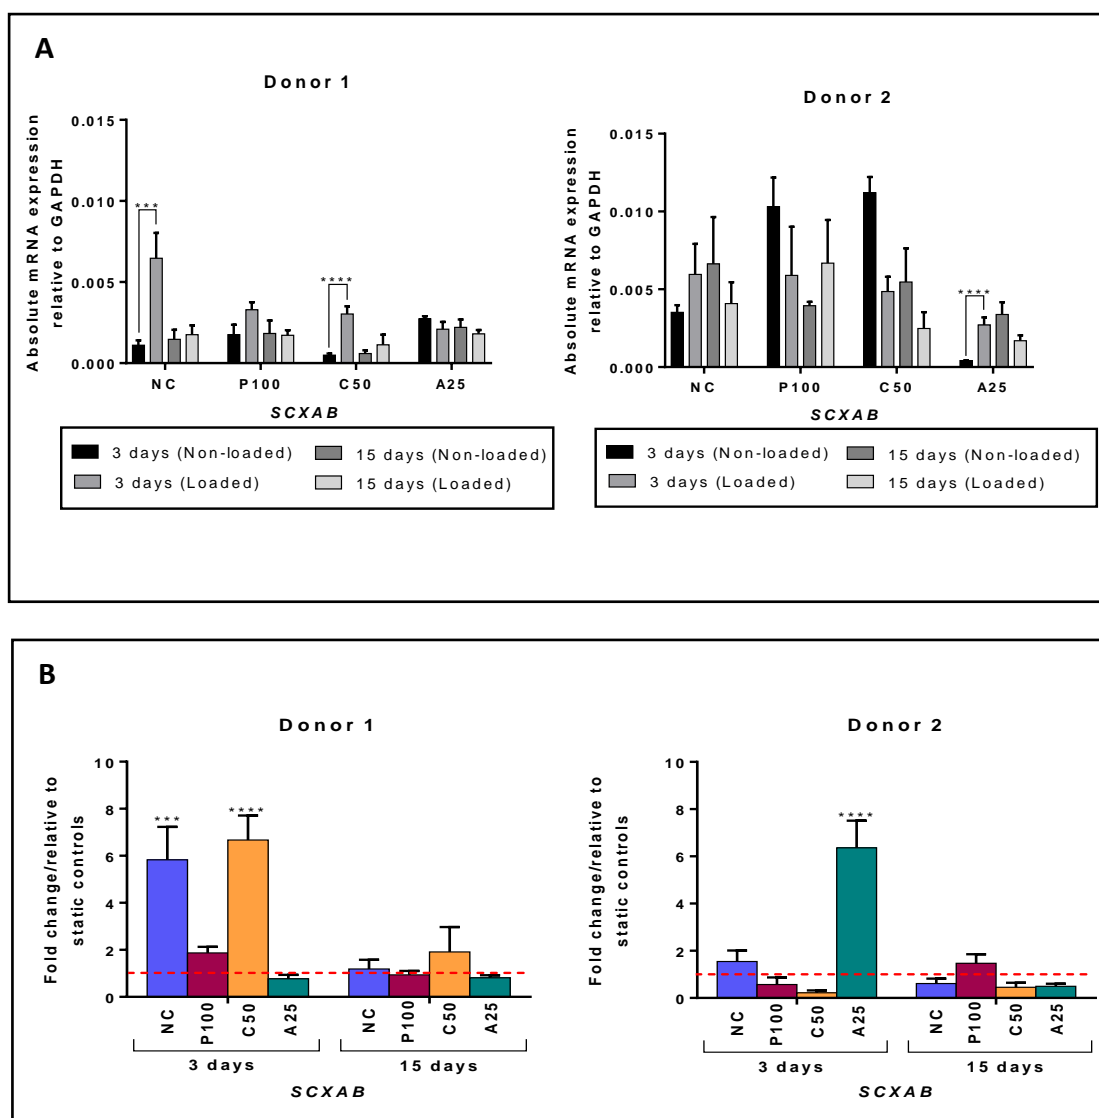 A
Donor 1
Absolute mRNA expression
relative to GAPDH
0.015
0.010
0.005
0.000
***
****
NC P100 C50 A25
SCXAB
3 days (Non-loaded) 15 days (Non-loaded)
3 days (Loaded) 15 days (Loaded)
Donor 2
Absolute mRNA expression
relative to GAPDH
0.015
0.010
0.005
0.000
****
NC P100 C50 A25
SCXAB
3 days (Non-loaded) 15 days (Non-loaded)
3 days (Loaded) 15 days (Loaded)
B
Donor 1
Fold change/relative to
static controls
10
8
6
4
2
0
*** ****
NC P100 C50 A25 NC P100 C50 A25
3 days 15 days
SCXAB
Donor 2
Fold change/relative to
static controls
10
8
6
4
2
0
****
NC P100 C50 A25 NC P100 C50 A25
3 days 15 days
SCXAB